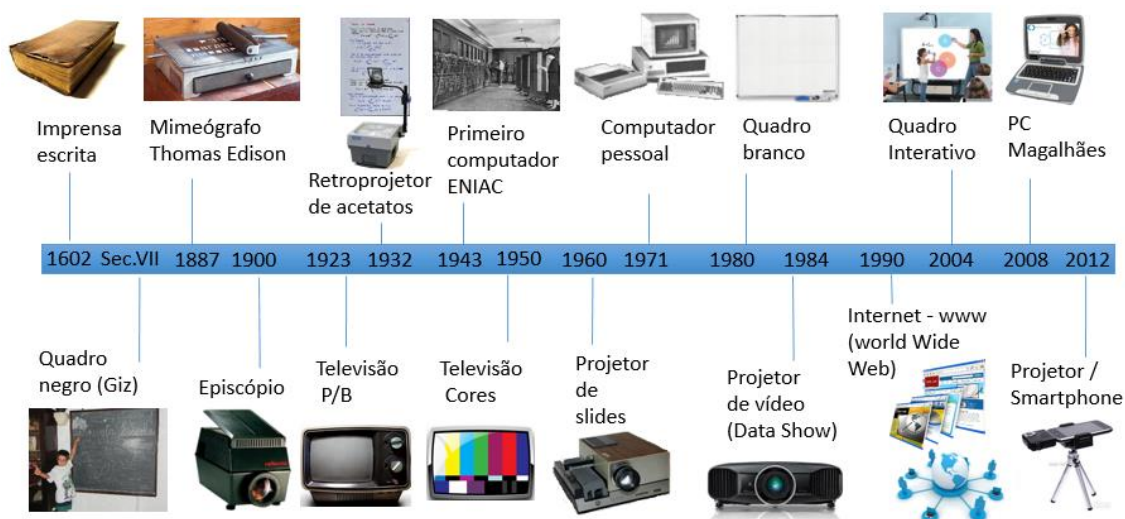 Imprensa
escrita
Mimeógrafo
Thomas Edison
Retroprojetor
de acetatos
Primeiro
computador
ENIAC
Computador
pessoal
Quadro
branco
Quadro
Interativo
PC
Magalhães
1602 Sec.VII 1887 1900 1923 1932 1943 1950 1960 1971 1980 1984 1990 2004 2008 2012
Quadro
negro (Giz)
Episcópio
Televisão
P/B
Televisão
Cores
Projetor
de
slides
Projetor
de vídeo
(Data Show)
Internet - www
(world Wide
Web)
Projetor /
Smartphone